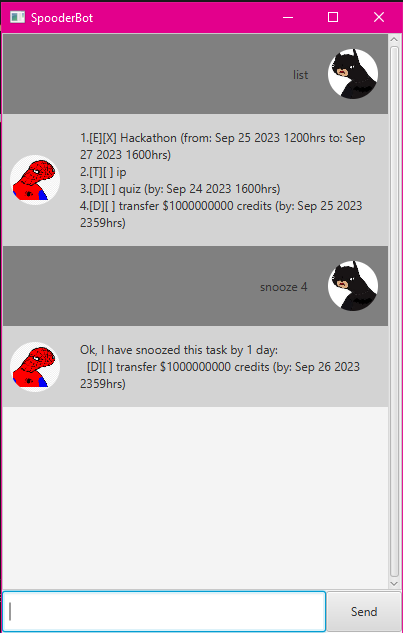 SpooderBot
list
1.[E][X] Hackathon (from: Sep 25 2023 1200hrs to: Sep
27 2023 1600hrs)
2.[T][ ] ip
3.[D][ ] quiz (by: Sep 24 2023 1600hrs)
4.[D][ ] transfer $1000000000 credits (by: Sep 25 2023
2359hrs)
snooze 4
Ok, I have snoozed this task by 1 day:
[D][ ] transfer $1000000000 credits (by: Sep 26 2023
2359hrs)
Send